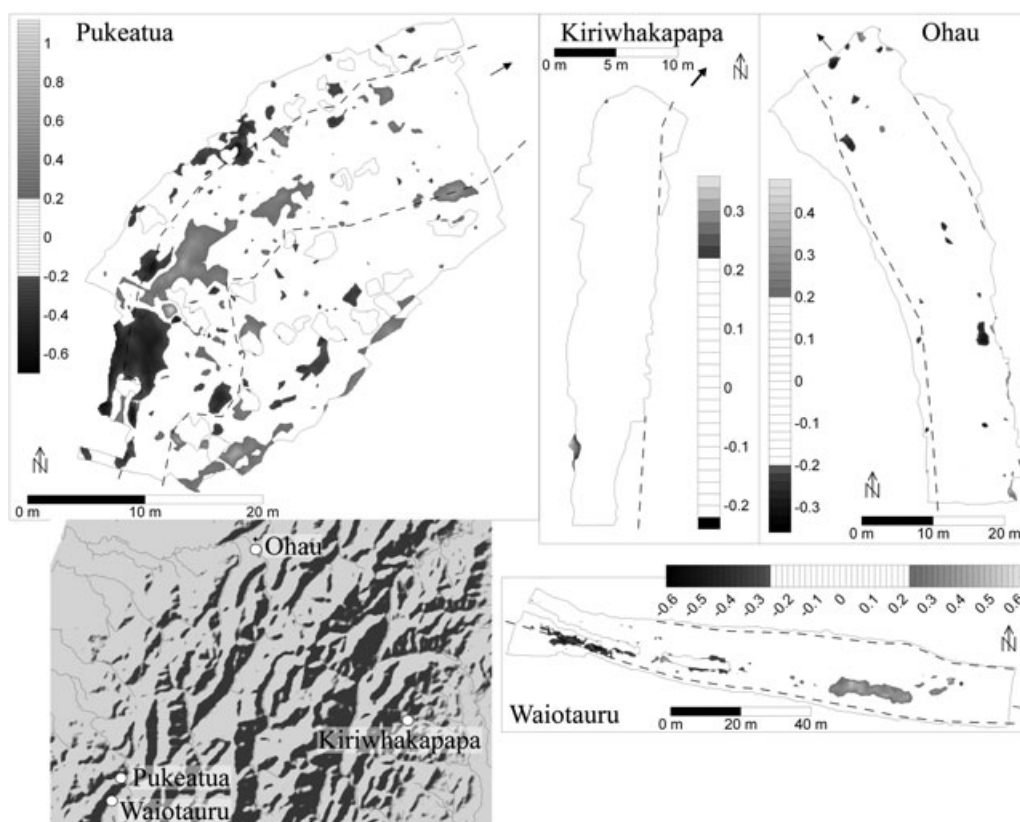 Pukeatua
1
0.8
0.6
0.4
0.2
0
-0.2
-0.4
-0.6
N
0 m 10 m 20 m
Kiriwhakapapa
0 m 5 m 10 m
N
0.3
0.2
0.1
0
-0.1
-0.2
Ohau
0.4
0.3
0.2
0.1
0
-0.1
-0.2
-0.3
N
0 m 10 m 20 m
Ohau
Kiriwhakapapa
Pukeatua
Waiotauru
-0.6 -0.5 -0.4 -0.3 -0.2 -0.1 0 0.1 0.2 0.3 0.4 0.5 0.6
N
Waiotauru
0 m 20 m 40 m